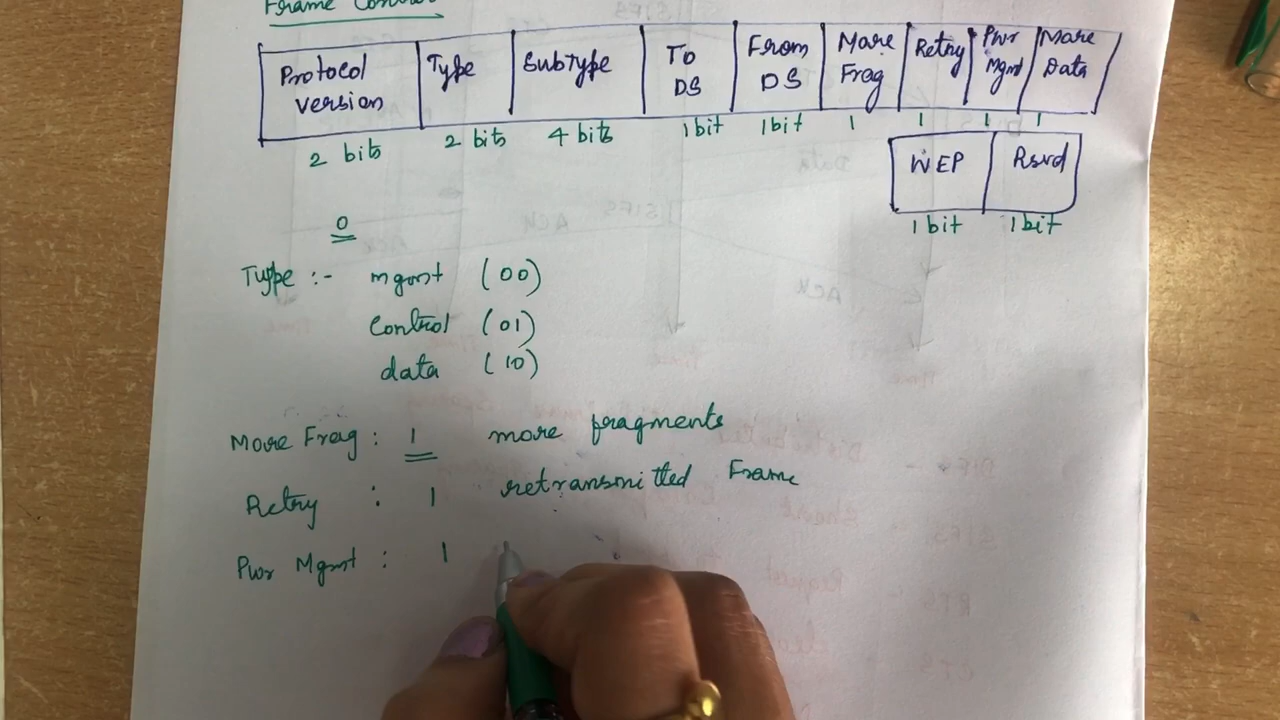 Frame Control
Protocol version
Type
Subtype
To DS
From DS
More Frag
Retry
Pwr Mgmt
More Data
2 bits
2 bits
4 bits
1 bit
1 bit
1
1
1
1
WEP
Rsvd
1 bit
1 bit
0
Type :- mgmt (00)
Control (01)
data (10)
More Frag : 1 more fragments
Retry : 1 retransmitted Frame
Pwr Mgmt : 1